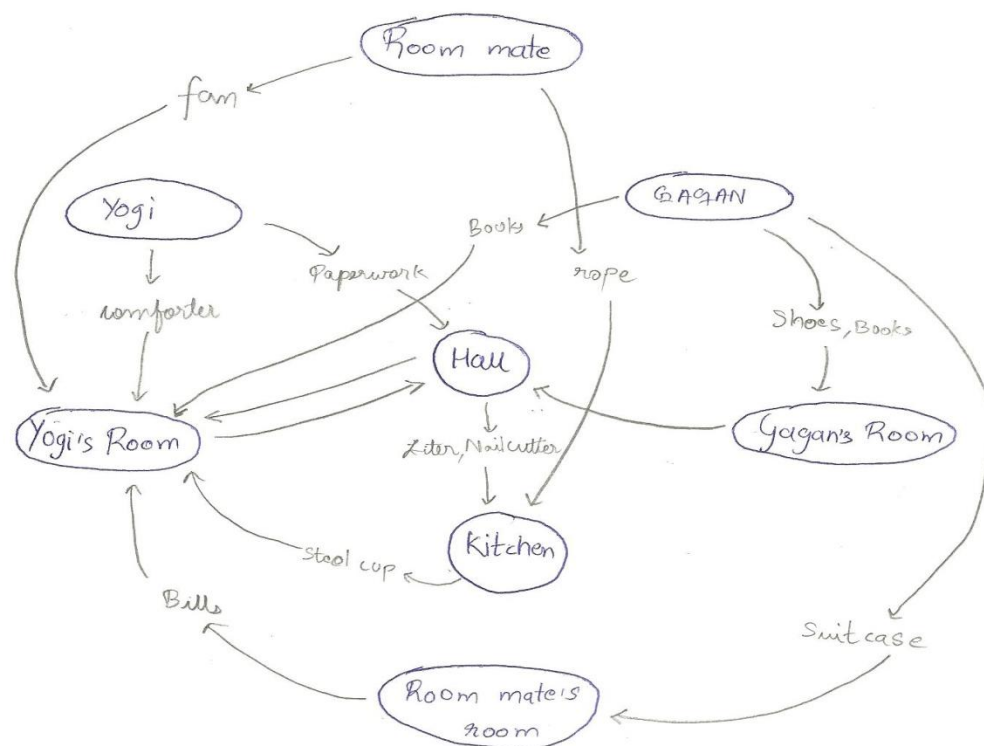 Room mate
fan
Yogi
GAGAN
Books
Paperwork
rope
comforter
Shoes, Books
Hall
Yogi's Room
Gagan's Room
Liter, Nailcutter
Kitchen
Steel cup
Bills
Suitcase
Room mate's
room